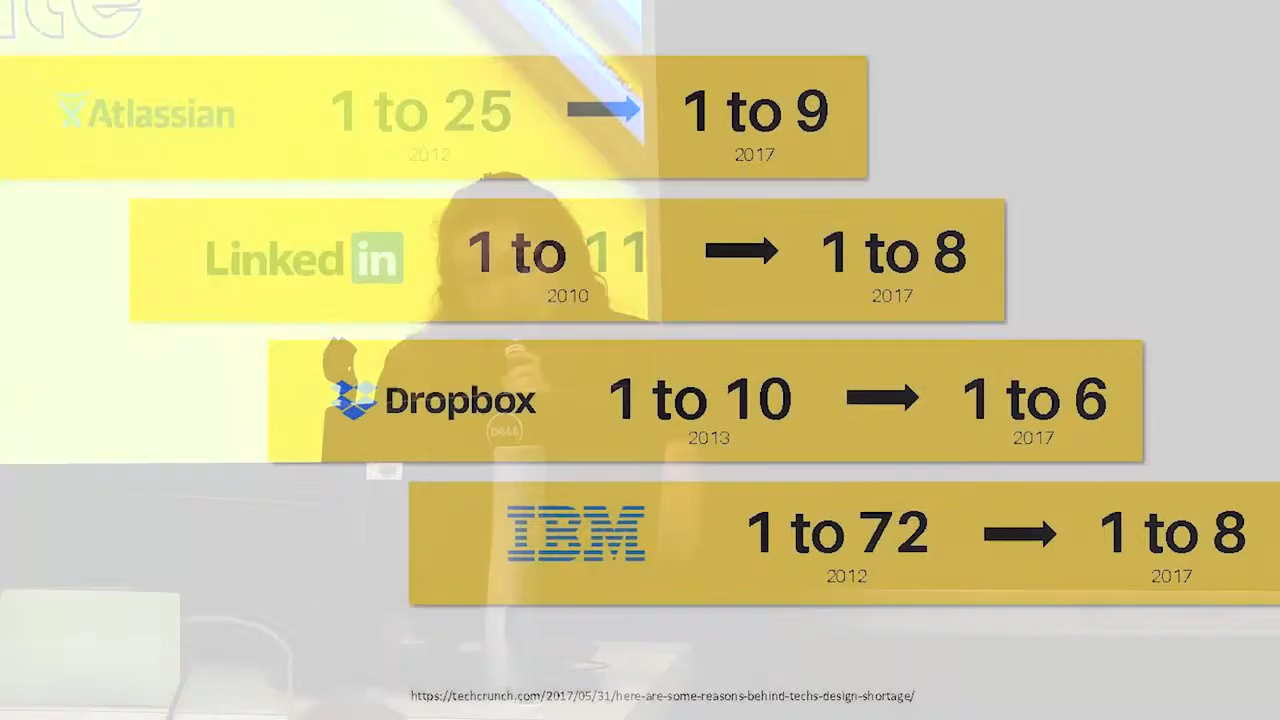 Atlassian 1 to 25 1 to 9
2012 2017
Linked in 1 to 11 1 to 8
2010 2017
Dropbox 1 to 10 1 to 6
2013 2017
IBM 1 to 72 1 to 8
2012 2017
DELL
https://techcrunch.com/2017/05/31/here-are-some-reasons-behind-techs-design-shortage/